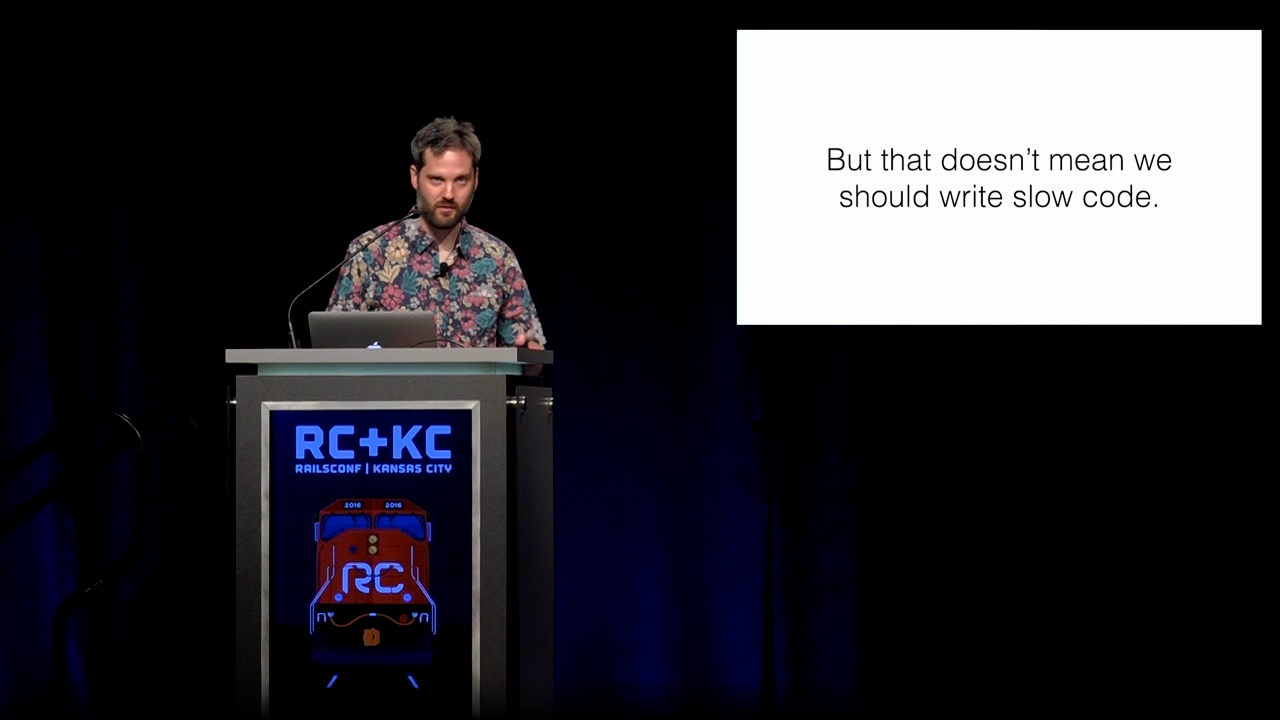 But that doesn't mean we
should write slow code.
RC+KC
RAILSCONF | KANSAS CITY
2016 2016
RC